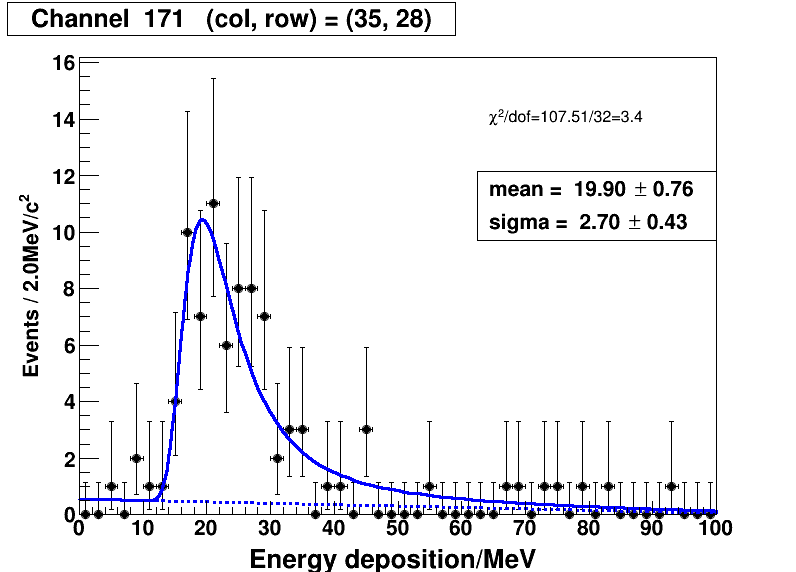 Channel 171 (col, row) = (35, 28)
χ²/dof=107.51/32=3.4
mean = 19.90 ± 0.76
sigma = 2.70 ± 0.43
Events / 2.0MeV/c²
16
14
12
10
8
6
4
2
0
0 10 20 30 40 50 60 70 80 90 100
Energy deposition/MeV